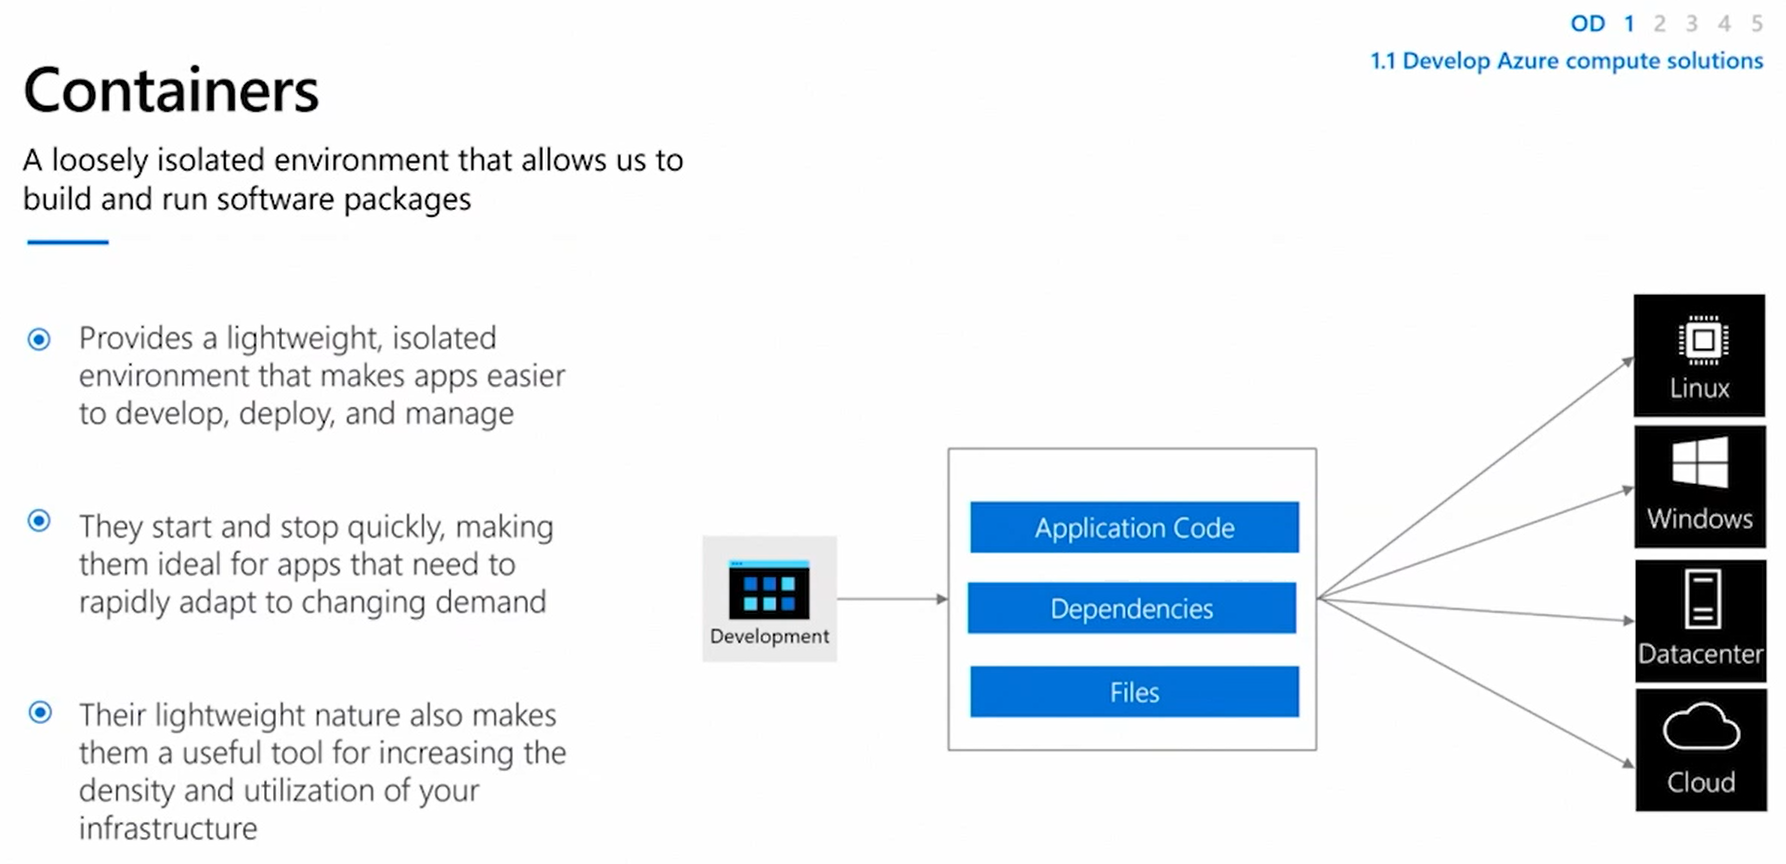 OD 1 2 3 4 5
1.1 Develop Azure compute solutions
Containers
A loosely isolated environment that allows us to
build and run software packages
Provides a lightweight, isolated
environment that makes apps easier
to develop, deploy, and manage
They start and stop quickly, making
them ideal for apps that need to
rapidly adapt to changing demand
Their lightweight nature also makes
them a useful tool for increasing the
density and utilization of your
infrastructure
Development
Application Code
Dependencies
Files
Linux
Windows
Datacenter
Cloud